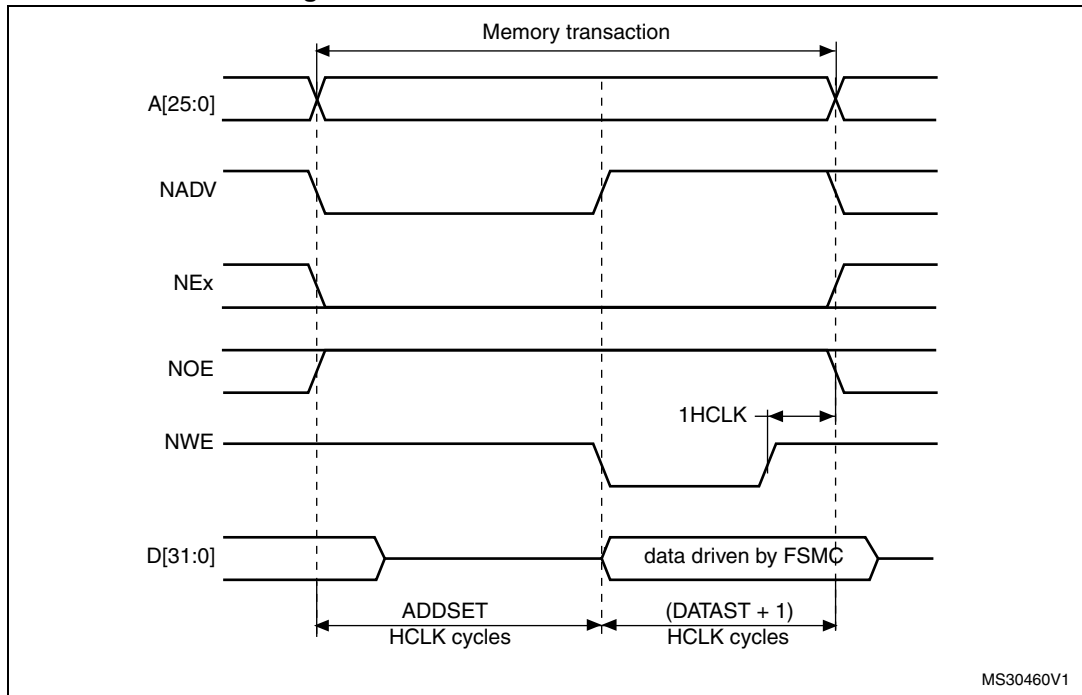 Memory transaction
A[25:0]
NADV
NEx
NOE
1HCLK
NWE
D[31:0]
data driven by FSMC
ADDSET
HCLK cycles
(DATAST + 1)
HCLK cycles
MS30460V1